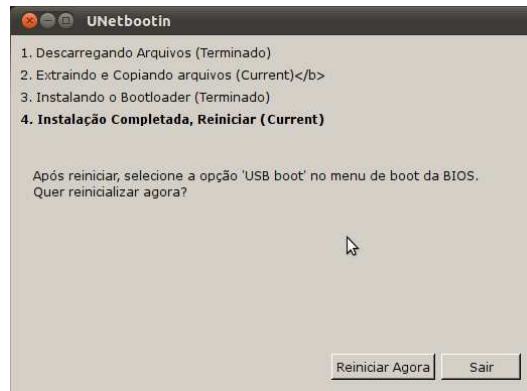 UNetbootin
1. Descarregando Arquivos (Terminado)
2. Extraindo e Copiando arquivos (Current)</b>
3. Instalando o Bootloader (Terminado)
4. Instalação Completada, Reiniciar (Current)
Após reiniciar, selecione a opção 'USB boot' no menu de boot da BIOS.
Quer reinicializar agora?
Reiniciar Agora
Sair